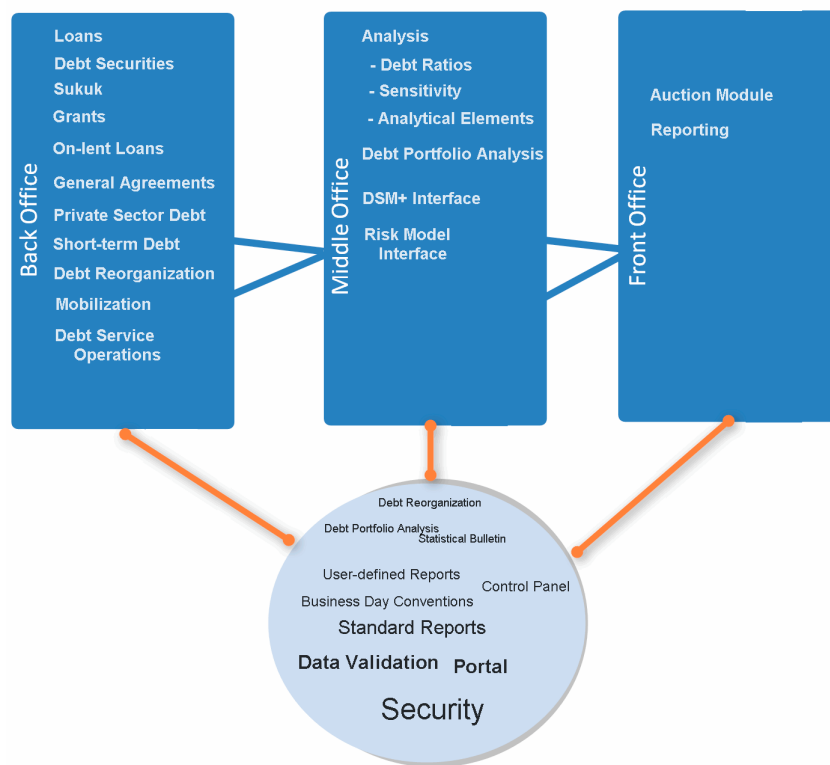 Back Office
Loans
Debt Securities
Sukuk
Grants
On-lent Loans
General Agreements
Private Sector Debt
Short-term Debt
Debt Reorganization
Mobilization
Debt Service
Operations
Middle Office
Analysis
- Debt Ratios
- Sensitivity
- Analytical Elements
Debt Portfolio Analysis
DSM+ Interface
Risk Model
Interface
Front Office
Auction Module
Reporting
Debt Reorganization
Debt Portfolio Analysis
Statistical Bulletin
User-defined Reports
Control Panel
Business Day Conventions
Standard Reports
Data Validation
Portal
Security